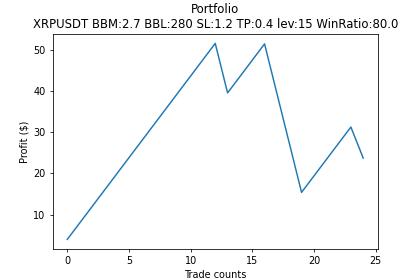 Portfolio
XRPUSDT BBM:2.7 BBL:280 SL:1.2 TP:0.4 lev:15 WinRatio:80.0
Profit ($)
50
40
30
20
10
0 5 10 15 20 25
Trade counts